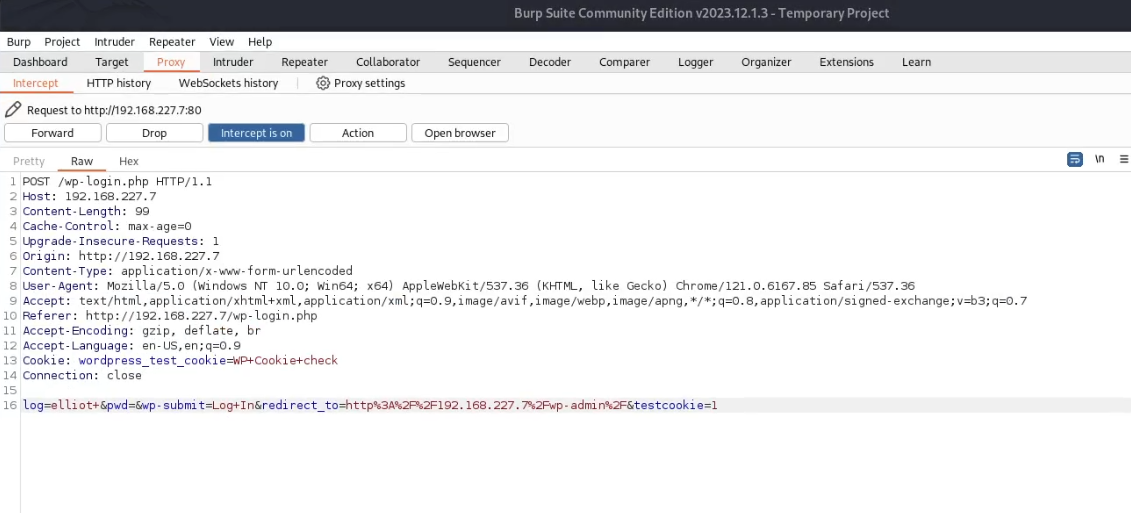 Burp Suite Community Edition v2023.12.1.3 - Temporary Project
Burp Project Intruder Repeater View Help
Dashboard Target Proxy Intruder Repeater Collaborator Sequencer Decoder Comparer Logger Organizer Extensions Learn
Intercept HTTP history WebSockets history Proxy settings
Request to http://192.168.227.7:80
Forward Drop Intercept is on Action Open browser
Pretty Raw Hex \n
1 POST /wp-login.php HTTP/1.1
2 Host: 192.168.227.7
3 Content-Length: 99
4 Cache-Control: max-age=0
5 Upgrade-Insecure-Requests: 1
6 Origin: http://192.168.227.7
7 Content-Type: application/x-www-form-urlencoded
8 User-Agent: Mozilla/5.0 (Windows NT 10.0; Win64; x64) AppleWebKit/537.36 (KHTML, like Gecko) Chrome/121.0.6167.85 Safari/537.36
9 Accept: text/html,application/xhtml+xml,application/xml;q=0.9,image/avif,image/webp,image/apng,*/*;q=0.8,application/signed-exchange;v=b3;q=0.7
10 Referer: http://192.168.227.7/wp-login.php
11 Accept-Encoding: gzip, deflate, br
12 Accept-Language: en-US,en;q=0.9
13 Cookie: wordpress_test_cookie=WP+Cookie+check
14 Connection: close
15
16 log=elliot+&pwd=&wp-submit=Log+In&redirect_to=http%3A%2F%2F192.168.227.7%2Fwp-admin%2F&testcookie=1